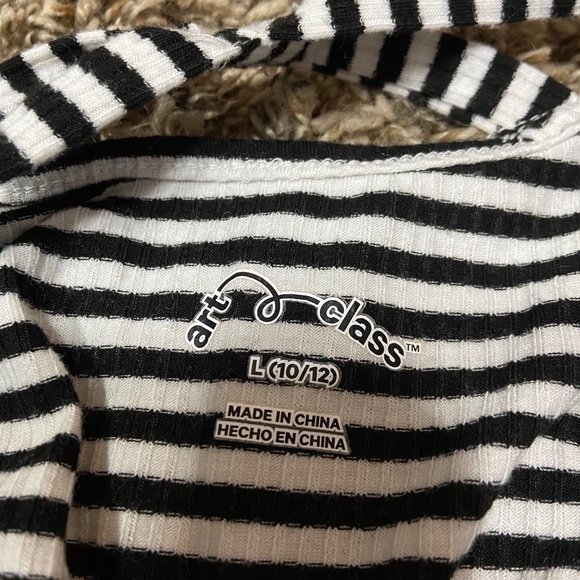 art class™
L (10/12)
MADE IN CHINA
HECHO EN CHINA